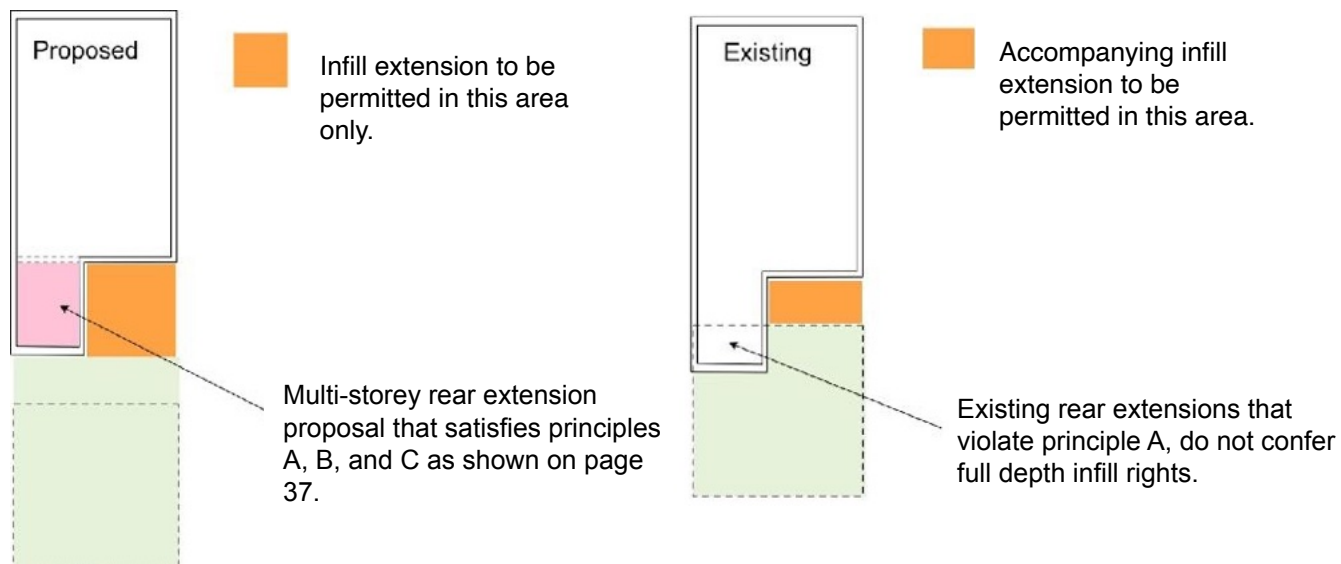 Proposed
Infill extension to be
permitted in this area
only.
Multi-storey rear extension
proposal that satisfies principles
A, B, and C as shown on page
37.
Existing
Accompanying infill
extension to be
permitted in this area.
Existing rear extensions that
violate principle A, do not confer
full depth infill rights.